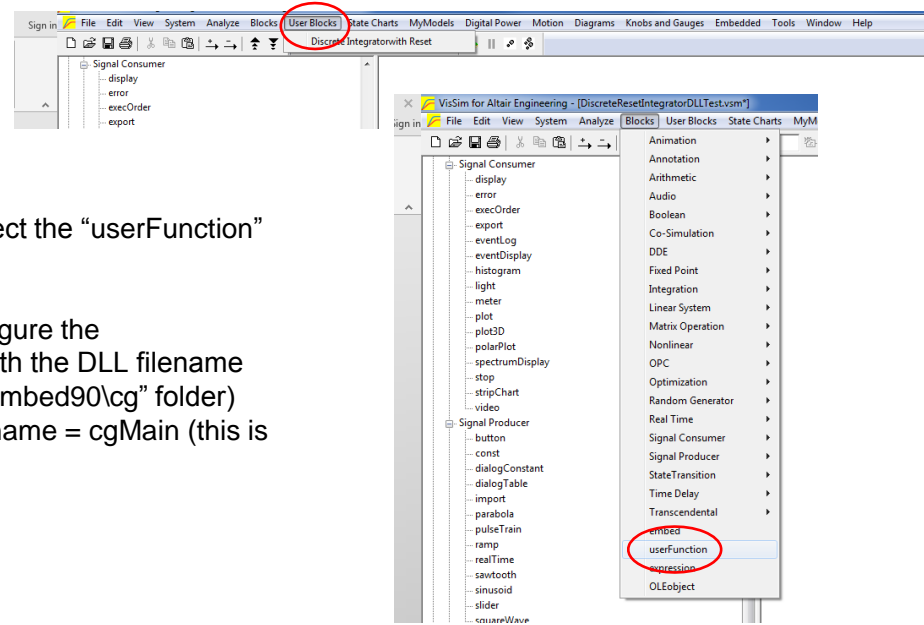 Sign in File Edit View System Analyze Blocks User Blocks State Charts MyModels Digital Power Motion Diagrams Knobs and Gauges Embedded Tools Window Help
Discrete Integratorwith Reset
Signal Consumer
display
error
execOrder
export
VisSim for Altair Engineering - [DiscreteResetIntegratorDLLTest.vsm*]
ign in File Edit View System Analyze Blocks User Blocks State Charts MyM
Signal Consumer
display
error
execOrder
export
eventLog
eventDisplay
histogram
light
meter
plot
plot3D
polarPlot
spectrumDisplay
stop
stripChart
video
Signal Producer
button
const
dialogConstant
dialogTable
import
parabola
pulseTrain
ramp
realTime
sawtooth
sinusoid
slider
squareWave
Animation
Annotation
Arithmetic
Audio
Boolean
Co-Simulation
DDE
Fixed Point
Integration
Linear System
Matrix Operation
Nonlinear
OPC
Optimization
Random Generator
Real Time
Signal Consumer
Signal Producer
StateTransition
Time Delay
Transcendental
embed
userFunction
expression
OLEobject
ect the “userFunction”
gure the
th the DLL filename
mbed90\cg” folder)
name = cgMain (this is